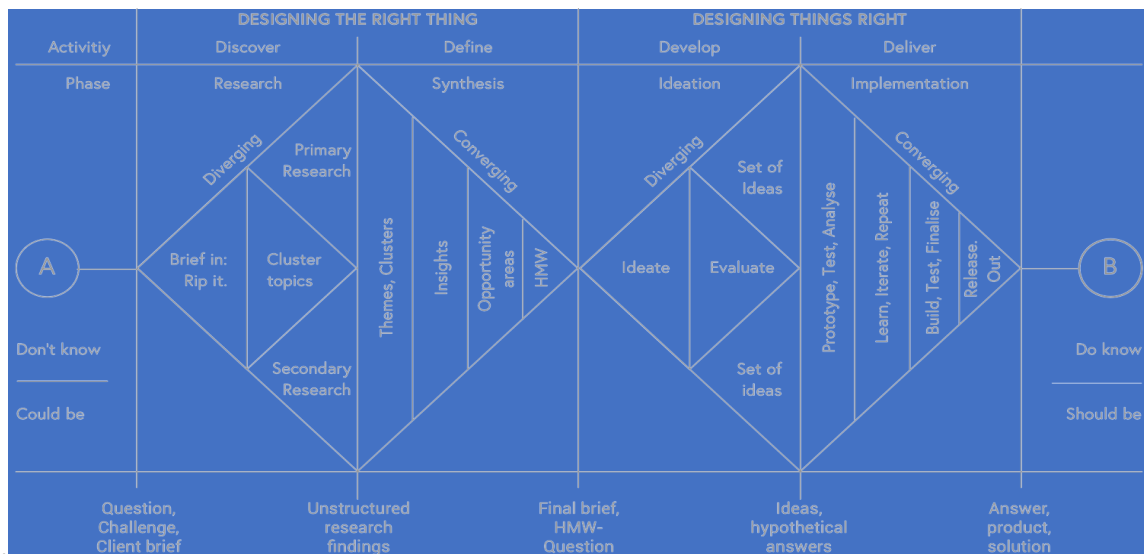 DESIGNING THE RIGHT THING
DESIGNING THINGS RIGHT
Activitiy
Discover
Define
Develop
Deliver
Phase
Research
Synthesis
Ideation
Implementation
Diverging
Primary
Research
Converging
Diverging
Set of
Ideas
Converging
A
Brief in:
Rip it.
Cluster
topics
Themes, Clusters
Insights
Opportunity
areas
HMW
Ideate
Evaluate
Prototype, Test, Analyse
Learn, Iterate, Repeat
Build, Test, Finalise
Release.
Out
B
Don't know
Could be
Secondary
Research
Set of
ideas
Do know
Should be
Question,
Challenge,
Client brief
Unstructured
research
findings
Final brief,
HMW-
Question
Ideas,
hypothetical
answers
Answer,
product,
solution